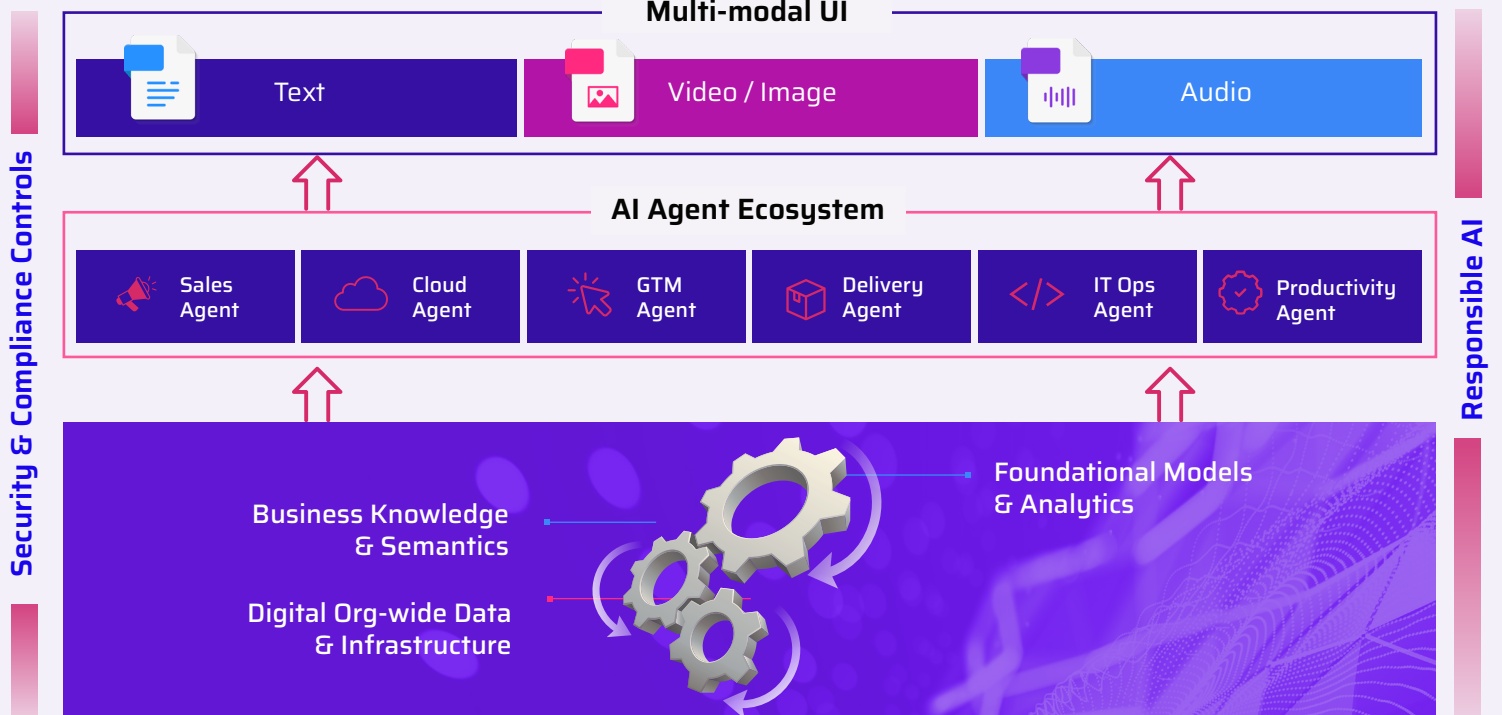 Multi-modal UI
Text
Video / Image
Audio
Security & Compliance Controls
Responsible AI
AI Agent Ecosystem
Sales
Agent
Cloud
Agent
GTM
Agent
Delivery
Agent
IT Ops
Agent
Productivity
Agent
Business Knowledge
& Semantics
Foundational Models
& Analytics
Digital Org-wide Data
& Infrastructure